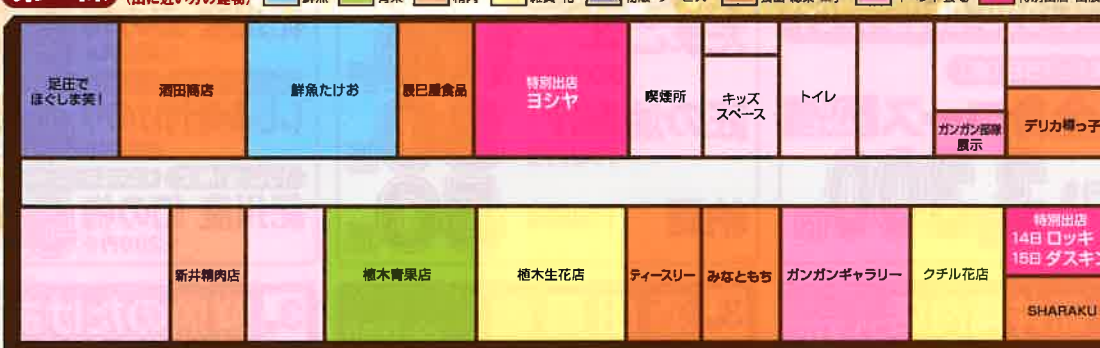 足圧で
ほぐしま笑!
酒田商店
鮮魚たけお
辰巳屋食品
特別出店
ヨシヤ
喫煙所
キッズ
スペース
トイレ
ガンガン部隊
展示
デリカ樽っ子
新井精肉店
植木青果店
植木生花店
ティースリー
みなともち
ガンガンギャラリー
クチル花店
特別出店
14日 ロッキ
15日 ダスキン
SHARAKU